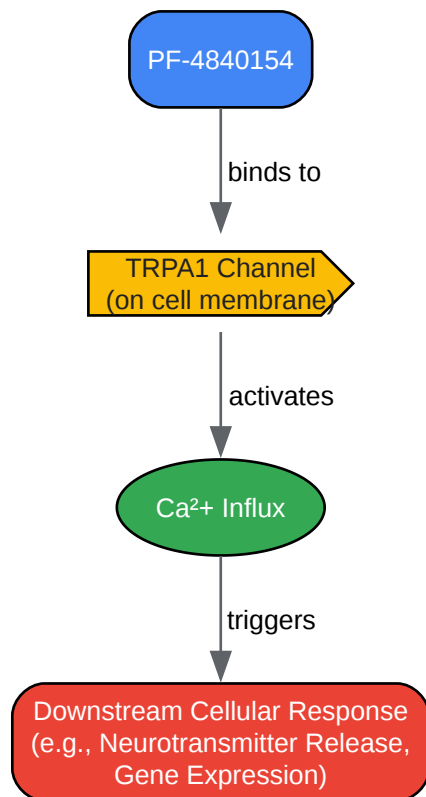 PF-4840154
binds to
TRPA1 Channel
(on cell membrane)
activates
Ca²+ Influx
triggers
Downstream Cellular Response
(e.g., Neurotransmitter Release,
Gene Expression)